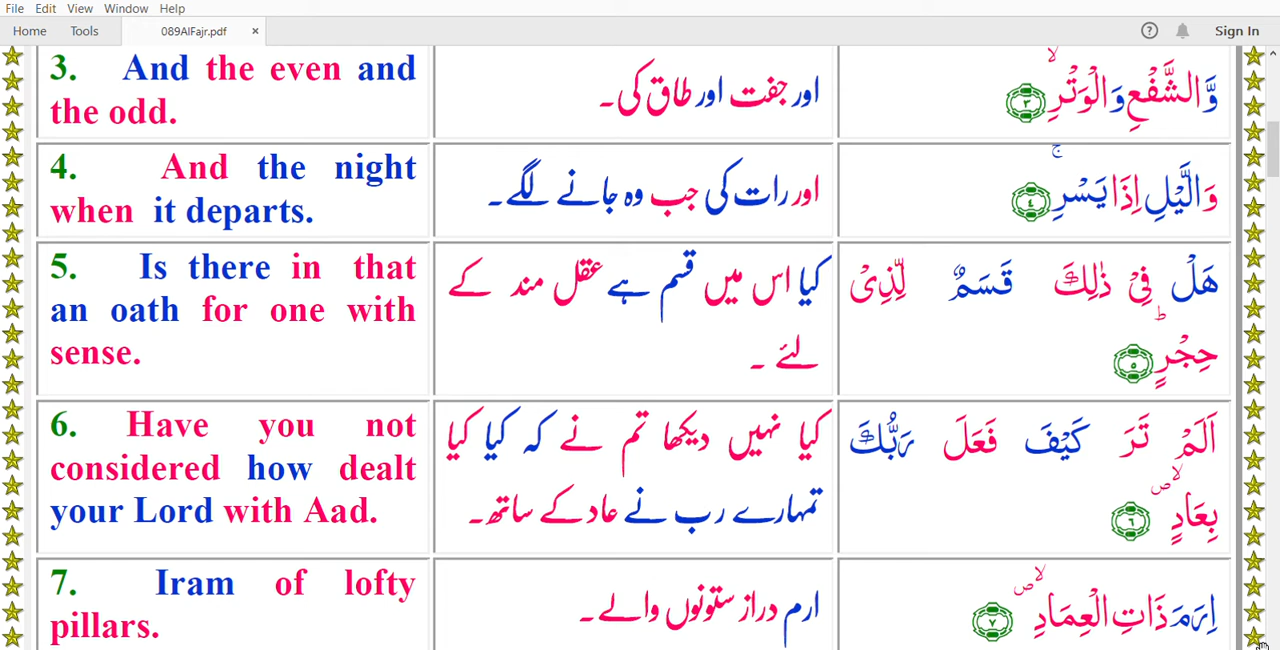 File Edit View Window Help
Home Tools 089AlFajr.pdf × Sign In
3. And the even and
the odd.
اور جفت اور طاق کی۔
وَّالشَّفْعِ وَالْوَتْرِۙ ﴿۳﴾
4. And the night
when it departs.
اور رات کی جب وہ جانے لگے۔
وَالَّيْلِ اِذَا يَسْرِۚ ﴿۴﴾
5. Is there in that
an oath for one with
sense.
کیا اس میں قسم ہے عقل مند کے
لئے ۔
هَلْ فِيْ ذٰلِكَ قَسَمٌ لِّذِيْ
حِجْرٍؕ ﴿۵﴾
6. Have you not
considered how dealt
your Lord with Aad.
کیا نہیں دیکھا تم نے کہ کیا کیا
تمہارے رب نے عاد کے ساتھ۔
اَلَمْ تَرَ كَيْفَ فَعَلَ رَبُّكَ
بِعَادٍۙ ۖ ﴿۶﴾
7. Iram of lofty
pillars.
ارم دراز ستونوں والے۔
اِرَمَ ذَاتِ الْعِمَادِۙ ۖ ﴿۷﴾